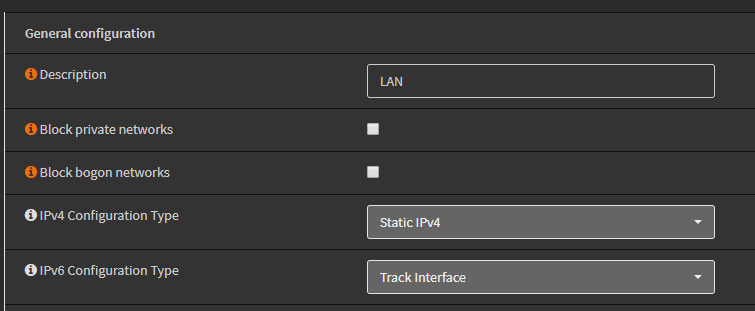 General configuration
Description
LAN
Block private networks
Block bogon networks
IPv4 Configuration Type
Static IPv4
IPv6 Configuration Type
Track Interface